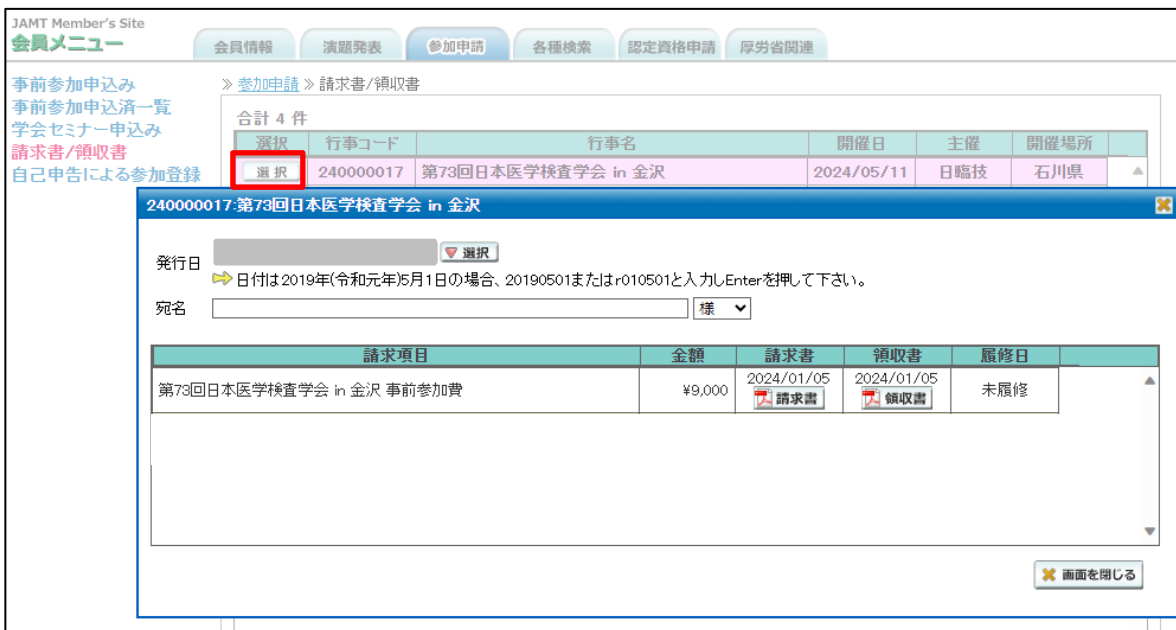 JAMT Member's Site
会員メニュー
会員情報 演題発表 参加申請 各種検索 認定資格申請 厚労省関連
事前参加申込み
事前参加申込済一覧
学会セミナー申込み
請求書/領収書
自己申告による参加登録
≫ 参加申請 ≫ 請求書/領収書
合計 4 件
選択 行事コード 行事名 開催日 主催 開催場所
選択 240000017 第73回日本医学検査学会 in 金沢 2024/05/11 日臨技 石川県
240000017:第73回日本医学検査学会 in 金沢
発行日 選択
日付は2019年(令和元年)5月1日の場合、20190501またはr010501と入力しEnterを押して下さい。
宛名 様
請求項目 金額 請求書 領収書 履修日
第73回日本医学検査学会 in 金沢 事前参加費 ¥9,000 2024/01/05 請求書 2024/01/05 領収書 未履修
画面を閉じる